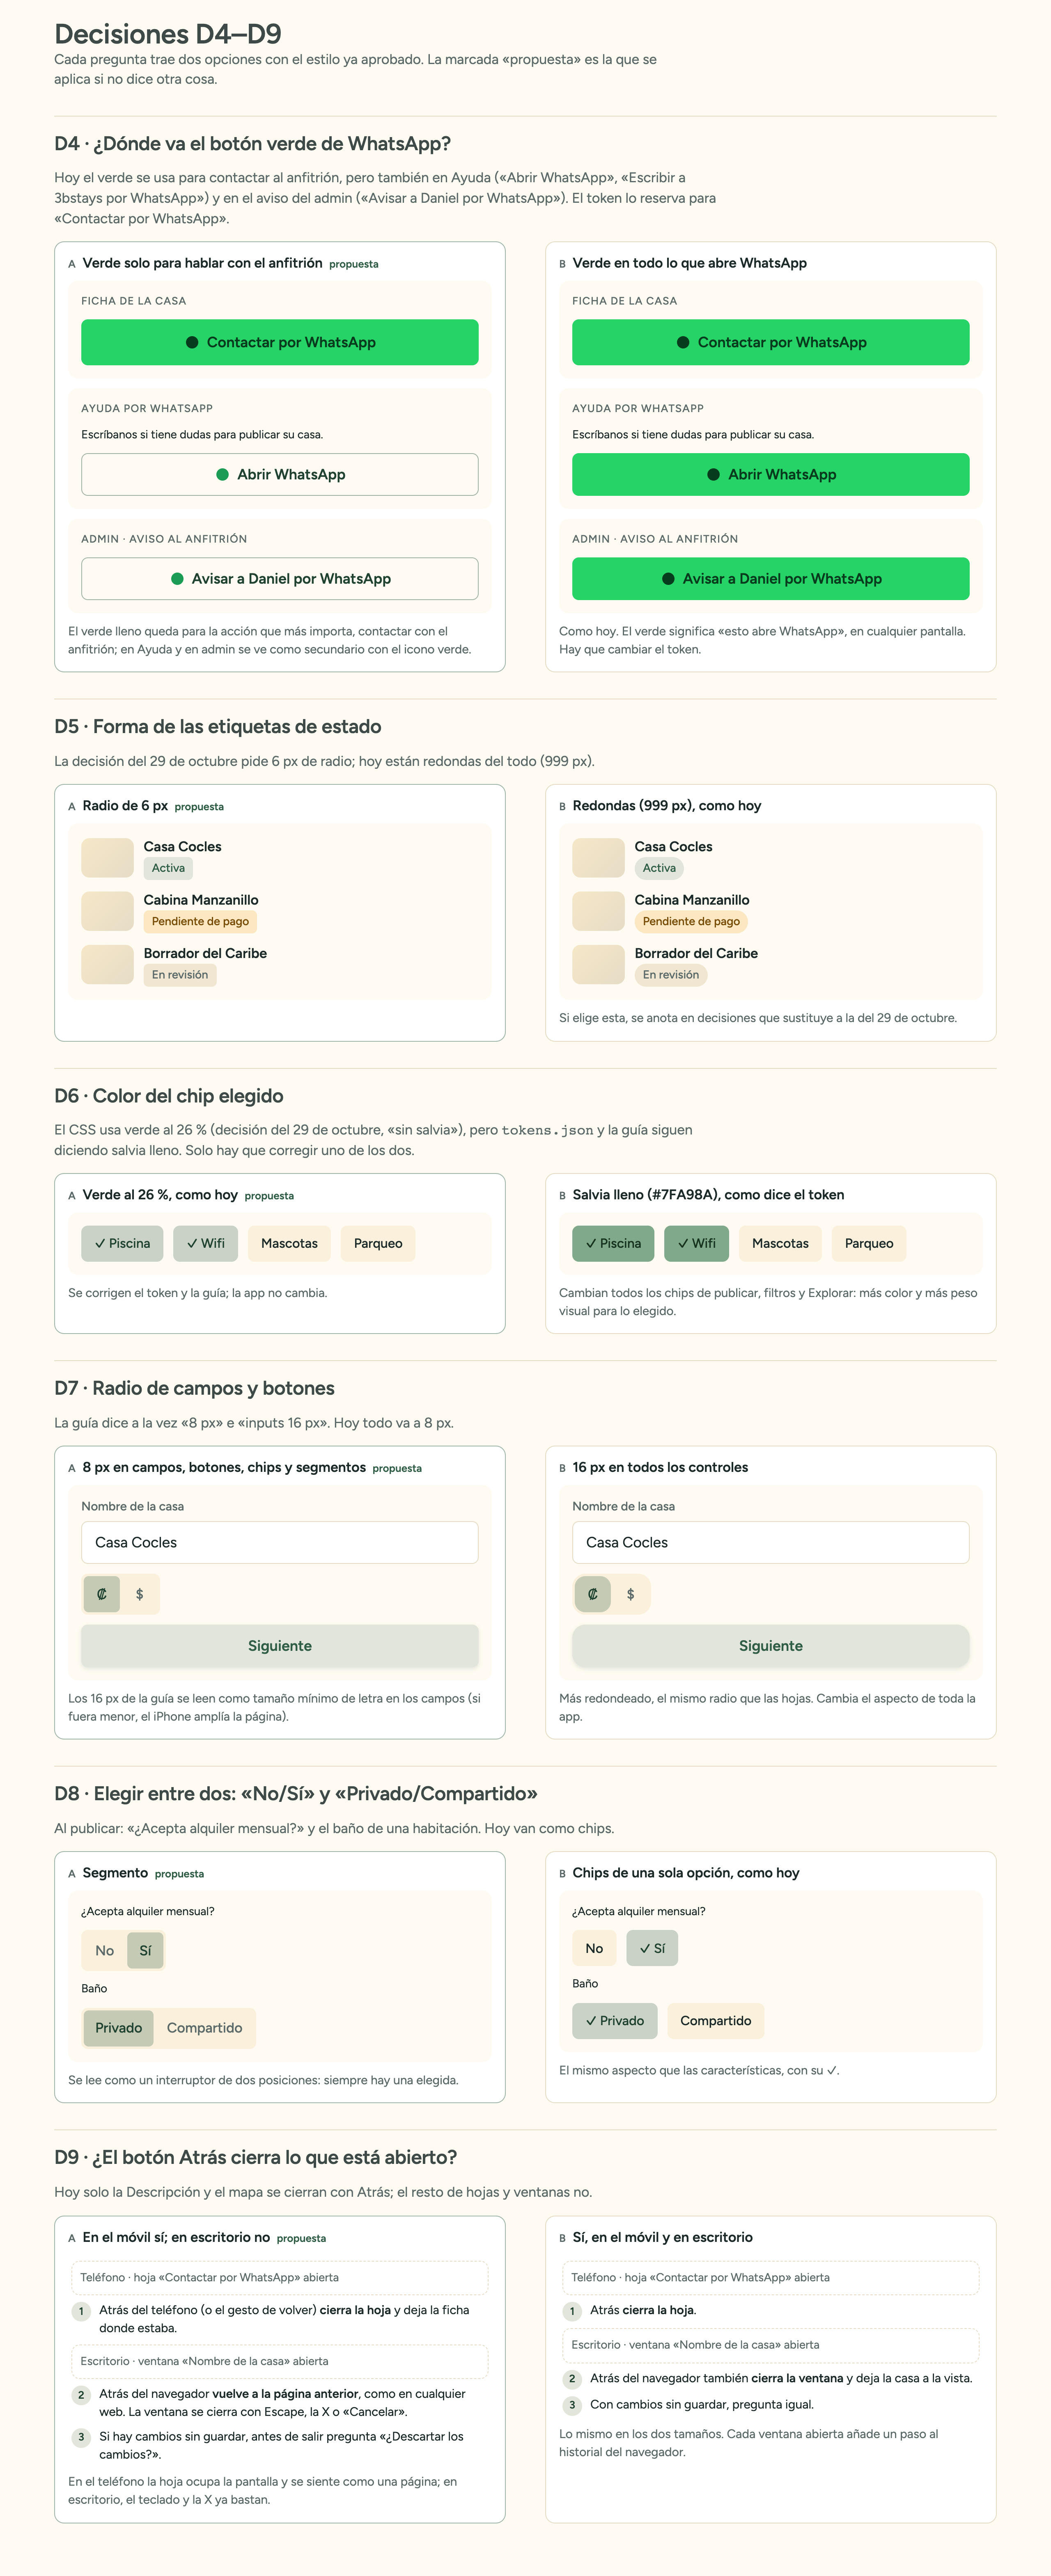 Decisiones D4–D9
Cada pregunta trae dos opciones con el estilo ya aprobado. La marcada «propuesta» es la que se
aplica si no dice otra cosa.
D4 · ¿Dónde va el botón verde de WhatsApp?
Hoy el verde se usa para contactar al anfitrión, pero también en Ayuda («Abrir WhatsApp», «Escribir a
3bstays por WhatsApp») y en el aviso del admin («Avisar a Daniel por WhatsApp»). El token lo reserva para
«Contactar por WhatsApp».
A Verde solo para hablar con el anfitrión propuesta
FICHA DE LA CASA
Contactar por WhatsApp
AYUDA POR WHATSAPP
Escríbanos si tiene dudas para publicar su casa.
Abrir WhatsApp
ADMIN · AVISO AL ANFITRIÓN
Avisar a Daniel por WhatsApp
El verde lleno queda para la acción que más importa, contactar con el
anfitrión; en Ayuda y en admin se ve como secundario con el icono verde.
B Verde en todo lo que abre WhatsApp
FICHA DE LA CASA
Contactar por WhatsApp
AYUDA POR WHATSAPP
Escríbanos si tiene dudas para publicar su casa.
Abrir WhatsApp
ADMIN · AVISO AL ANFITRIÓN
Avisar a Daniel por WhatsApp
Como hoy. El verde significa «esto abre WhatsApp», en cualquier pantalla.
Hay que cambiar el token.
D5 · Forma de las etiquetas de estado
La decisión del 29 de octubre pide 6 px de radio; hoy están redondas del todo (999 px).
A Radio de 6 px propuesta
Casa Cocles
Activa
Cabina Manzanillo
Pendiente de pago
Borrador del Caribe
En revisión
B Redondas (999 px), como hoy
Casa Cocles
Activa
Cabina Manzanillo
Pendiente de pago
Borrador del Caribe
En revisión
Si elige esta, se anota en decisiones que sustituye a la del 29 de octubre.
D6 · Color del chip elegido
El CSS usa verde al 26 % (decisión del 29 de octubre, «sin salvia»), pero tokens.json y la guía siguen
diciendo salvia lleno. Solo hay que corregir uno de los dos.
A Verde al 26 %, como hoy propuesta
✓ Piscina ✓ Wifi Mascotas Parqueo
Se corrigen el token y la guía; la app no cambia.
B Salvia lleno (#7FA98A), como dice el token
✓ Piscina ✓ Wifi Mascotas Parqueo
Cambian todos los chips de publicar, filtros y Explorar: más color y más peso
visual para lo elegido.
D7 · Radio de campos y botones
La guía dice a la vez «8 px» e «inputs 16 px». Hoy todo va a 8 px.
A 8 px en campos, botones, chips y segmentos propuesta
Nombre de la casa
Casa Cocles
₡ $
Siguiente
Los 16 px de la guía se leen como tamaño mínimo de letra en los campos (si
fuera menor, el iPhone amplía la página).
B 16 px en todos los controles
Nombre de la casa
Casa Cocles
₡ $
Siguiente
Más redondeado, el mismo radio que las hojas. Cambia el aspecto de toda la
app.
D8 · Elegir entre dos: «No/Sí» y «Privado/Compartido»
Al publicar: «¿Acepta alquiler mensual?» y el baño de una habitación. Hoy van como chips.
A Segmento propuesta
¿Acepta alquiler mensual?
No Sí
Baño
Privado Compartido
Se lee como un interruptor de dos posiciones: siempre hay una elegida.
B Chips de una sola opción, como hoy
¿Acepta alquiler mensual?
No ✓ Sí
Baño
✓ Privado Compartido
El mismo aspecto que las características, con su ✓.
D9 · ¿El botón Atrás cierra lo que está abierto?
Hoy solo la Descripción y el mapa se cierran con Atrás; el resto de hojas y ventanas no.
A En el móvil sí; en escritorio no propuesta
Teléfono · hoja «Contactar por WhatsApp» abierta
1 Atrás del teléfono (o el gesto de volver) cierra la hoja y deja la ficha
donde estaba.
Escritorio · ventana «Nombre de la casa» abierta
2 Atrás del navegador vuelve a la página anterior, como en cualquier
web. La ventana se cierra con Escape, la X o «Cancelar».
3 Si hay cambios sin guardar, antes de salir pregunta «¿Descartar los
cambios?».
En el teléfono la hoja ocupa la pantalla y se siente como una página; en
escritorio, el teclado y la X ya bastan.
B Sí, en el móvil y en escritorio
Teléfono · hoja «Contactar por WhatsApp» abierta
1 Atrás cierra la hoja.
Escritorio · ventana «Nombre de la casa» abierta
2 Atrás del navegador también cierra la ventana y deja la casa a la vista.
3 Con cambios sin guardar, pregunta igual.
Lo mismo en los dos tamaños. Cada ventana abierta añade un paso al
historial del navegador.